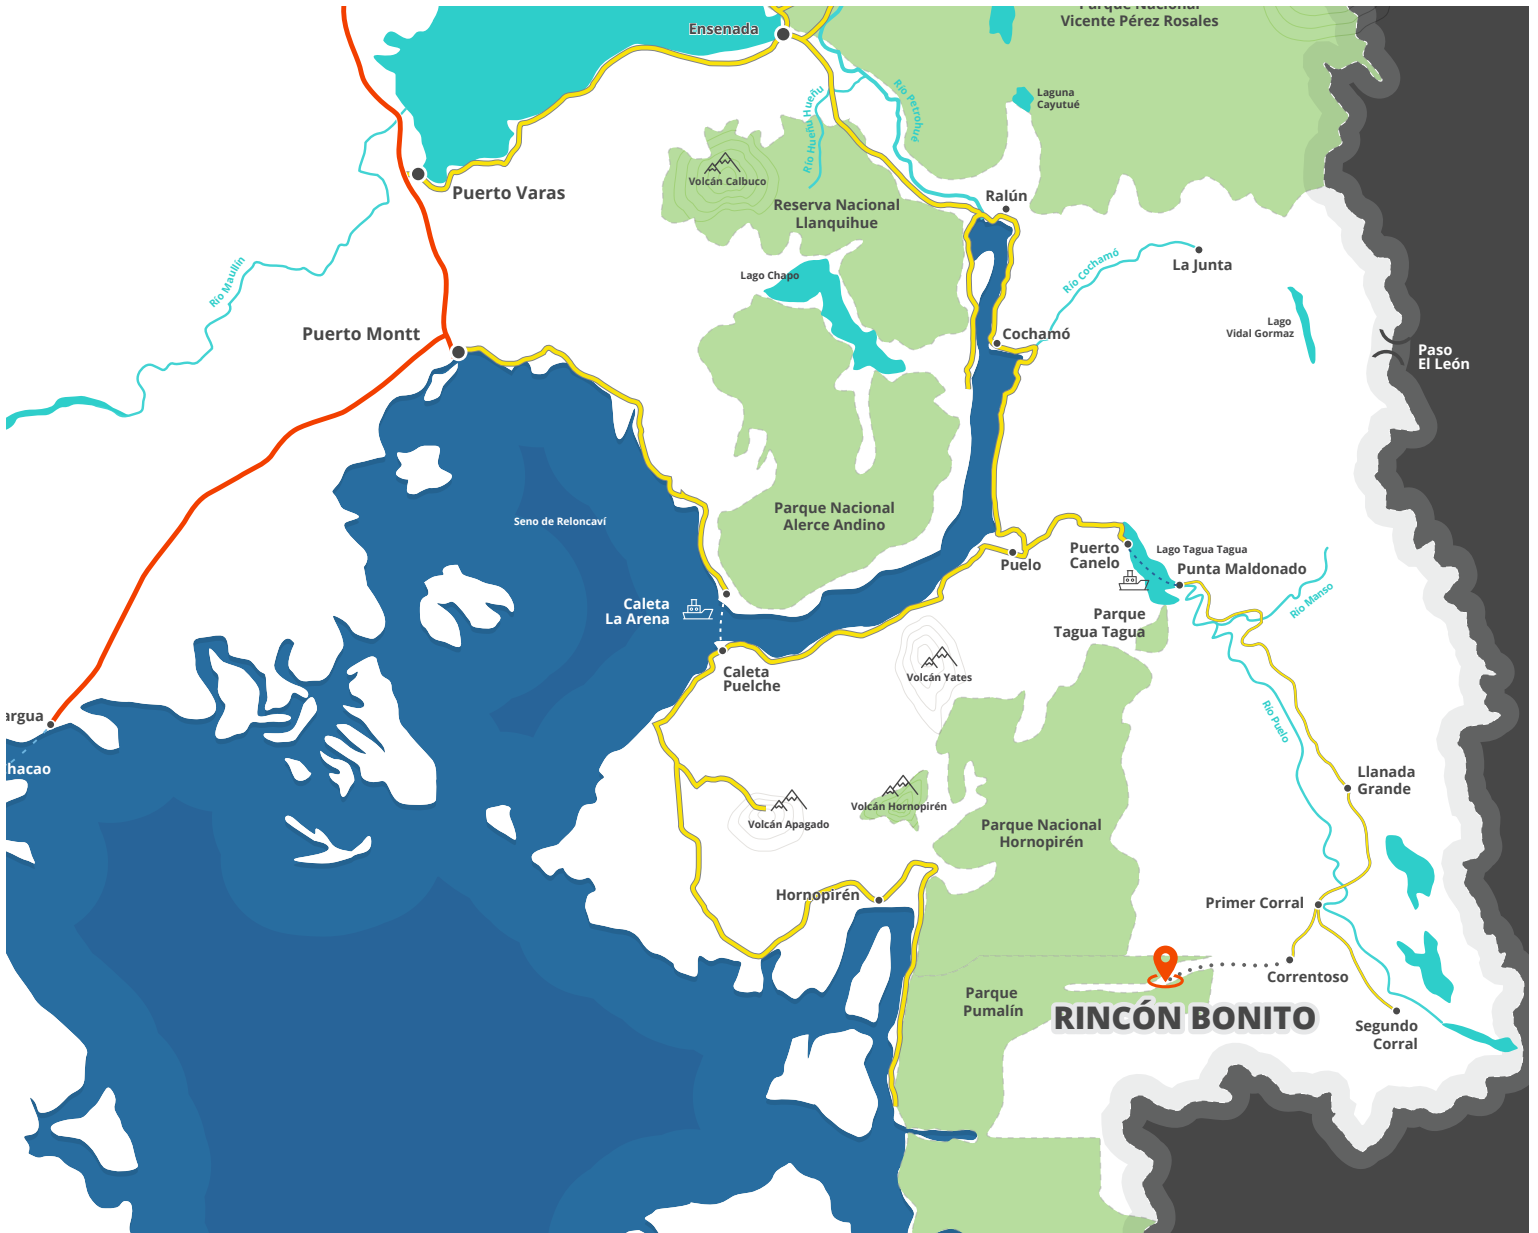 Parque Nacional
Vicente Pérez Rosales
Ensenada
Río Hueñu Hueñu
Río Petrohué
Laguna
Cayutué
Puerto Varas
Volcán Calbuco
Reserva Nacional
Llanquihue
Ralún
La Junta
Río Cochamó
Río Maullín
Lago Chapo
Puerto Montt
Cochamó
Lago
Vidal Gormaz
Paso
El León
Seno de Reloncaví
Parque Nacional
Alerce Andino
Puelo
Puerto
Canelo
Lago Tagua Tagua
Punta Maldonado
Río Manso
Caleta
La Arena
Parque
Tagua Tagua
Caleta
Puelche
Volcán Yates
Río Puelo
argua
hacao
Llanada
Grande
Volcán Apagado
Volcán Hornopirén
Parque Nacional
Hornopirén
Hornopirén
Primer Corral
Correntoso
Parque
Pumalín
RINCÓN BONITO
Segundo
Corral